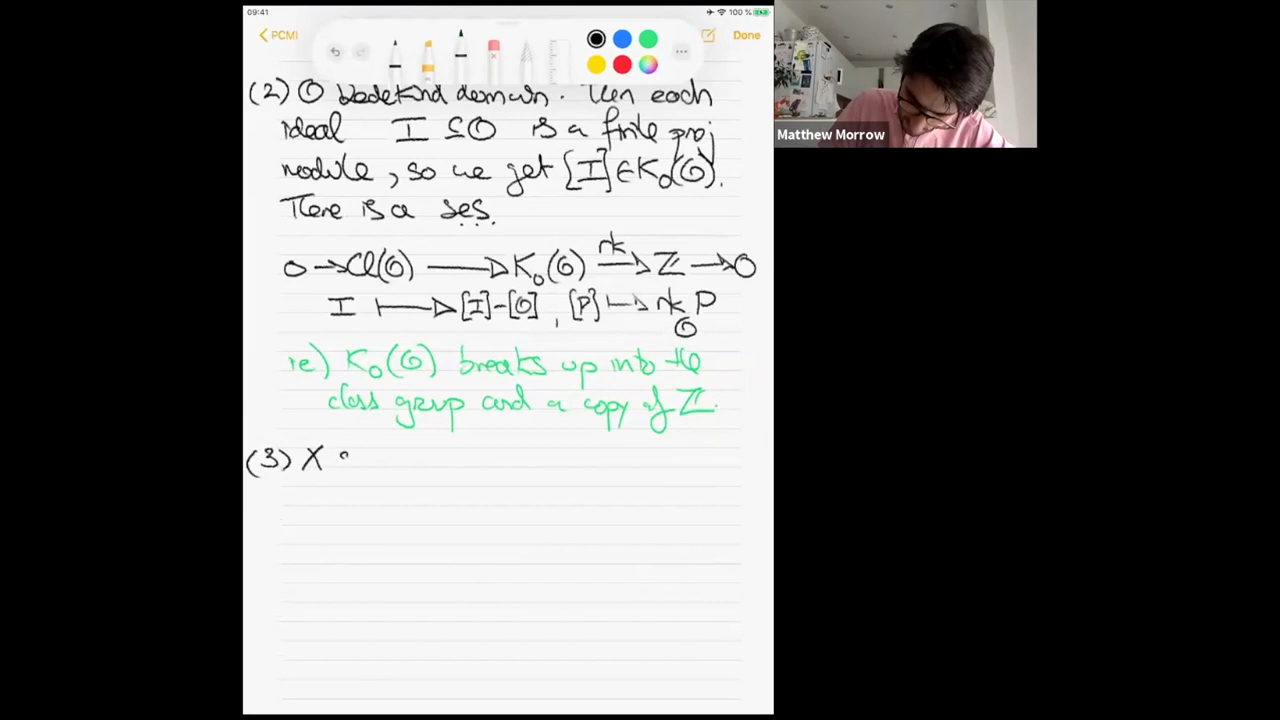 09:41
100 %
PCMI
Done
(2) O Dedekind domain. Then each
ideal I ⊆ O is a finite proj
module, so we get [I] ∈ K₀(O).
There is a ses.
0 → Cl(O) → K₀(O) →rk ℤ → 0
I ↦ [I]-[O], [P] ↦ rk_O P
ie) K₀(O) breaks up into the
class group and a copy of ℤ.
(3) X
Matthew Morrow